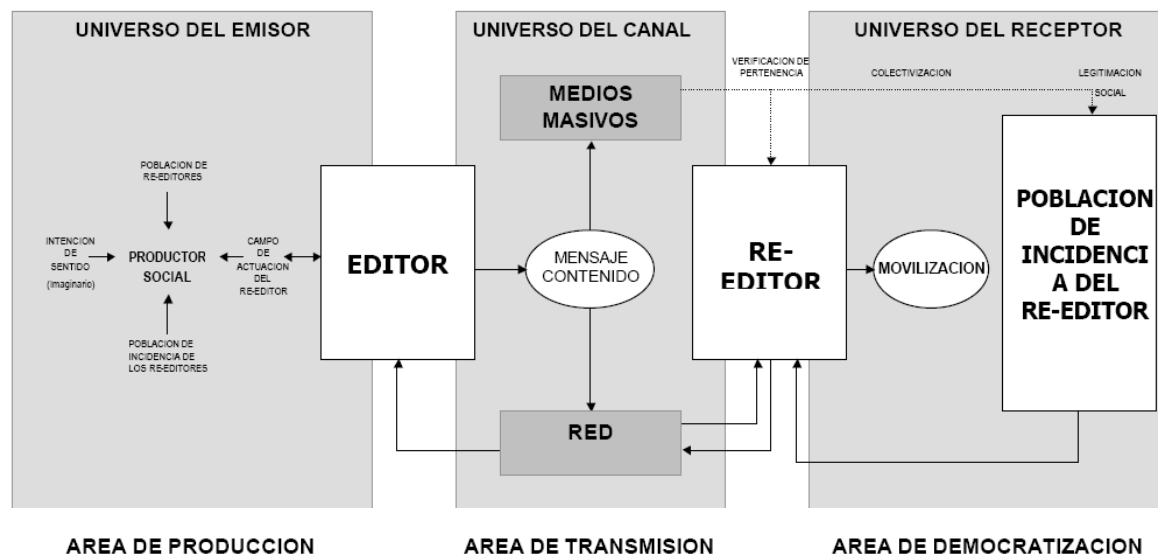 UNIVERSO DEL EMISOR
UNIVERSO DEL CANAL
UNIVERSO DEL RECEPTOR
VERIFICACION DE
PERTENENCIA
COLECTIVIZACION
LEGITIMACION
SOCIAL
MEDIOS
MASIVOS
POBLACION DE
RE-EDITORES
INTENCION
DE
SENTIDO
(Imaginario)
PRODUCTOR
SOCIAL
CAMPO
DE
ACTUACION
DEL
RE-EDITOR
POBLACION DE
INCIDENCIA DE
LOS RE-EDITORES
EDITOR
MENSAJE
CONTENIDO
RE-
EDITOR
MOVILIZACION
POBLACION
DE
INCIDENCI
A DEL
RE-EDITOR
RED
AREA DE PRODUCCION
AREA DE TRANSMISION
AREA DE DEMOCRATIZACION